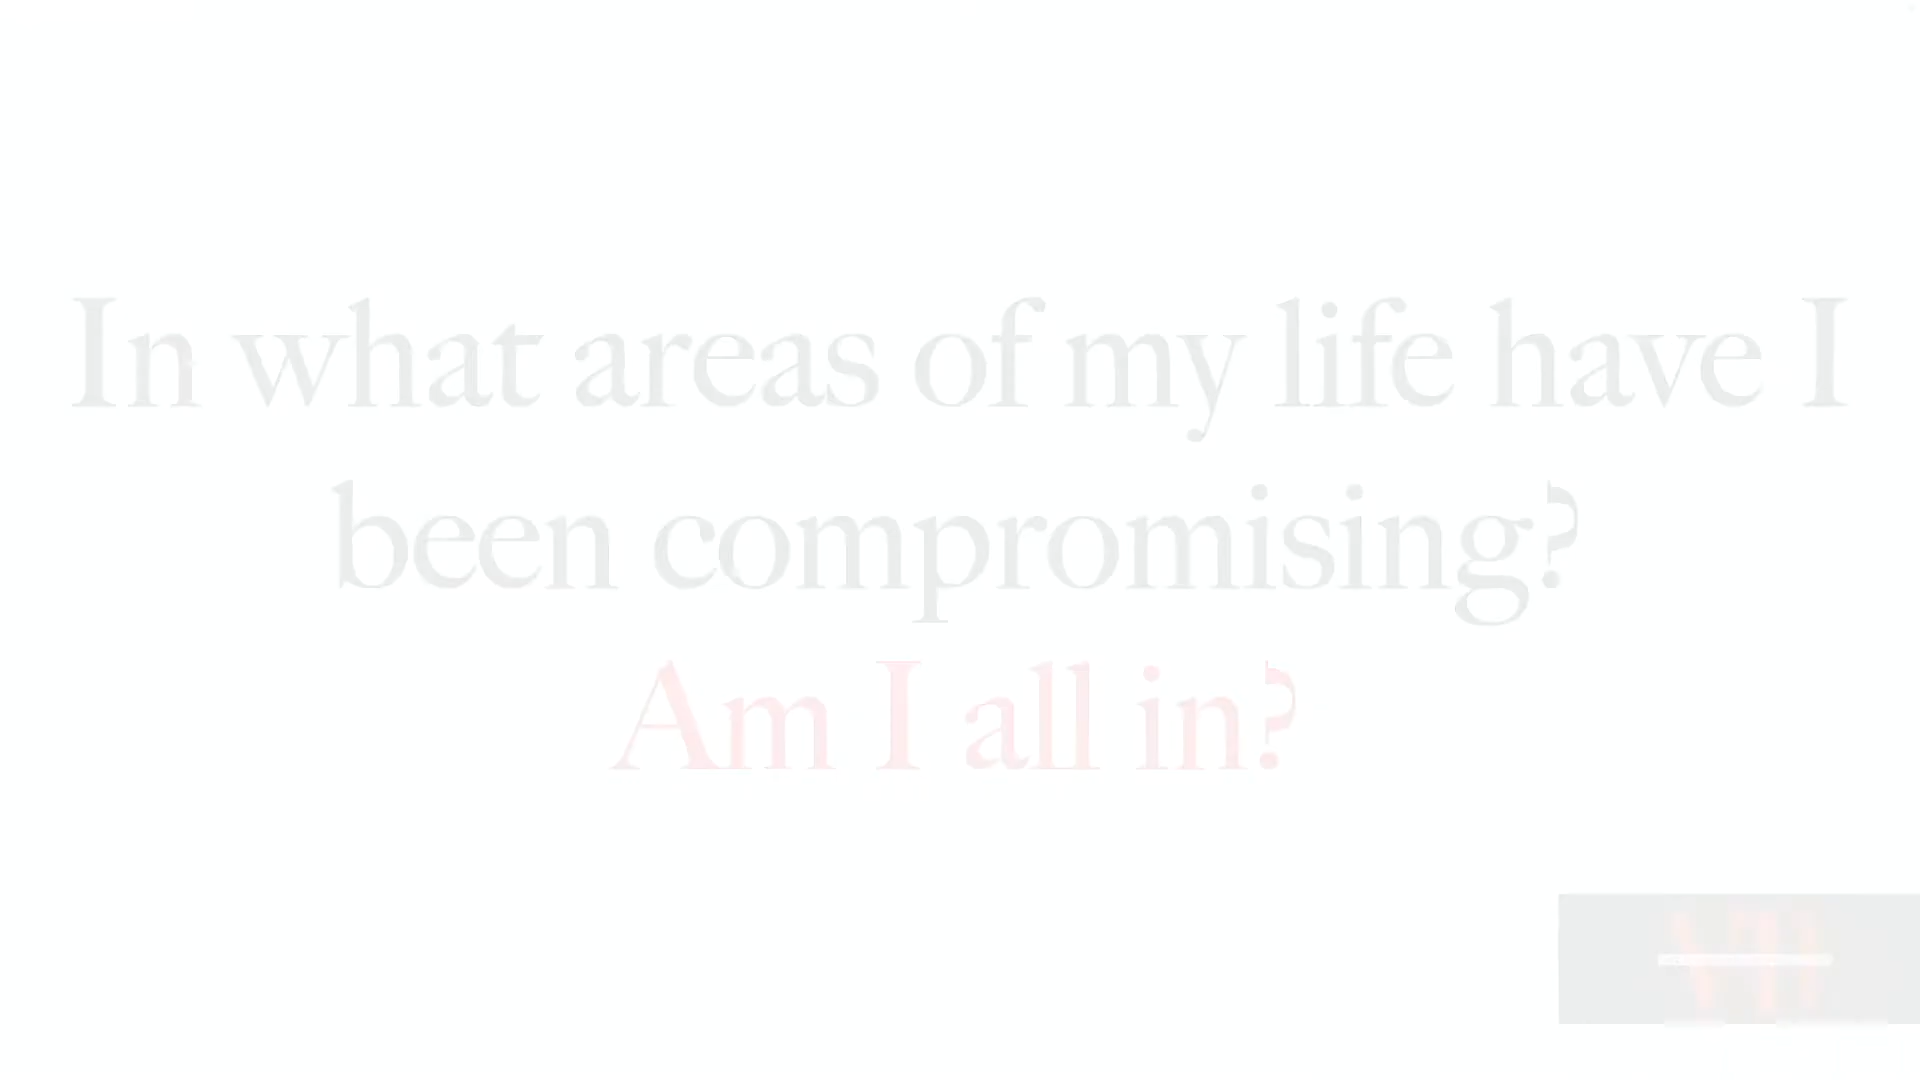 In what areas of my life have I
been compromising?
Am I all in?